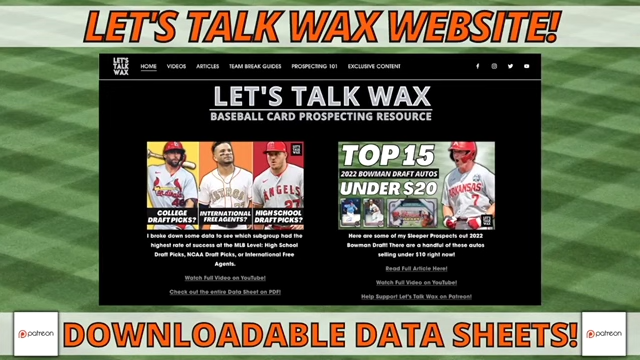 LET'S TALK WAX WEBSITE!
LET'S TALK WAX
HOME VIDEOS ARTICLES TEAM BREAK GUIDES PROSPECTING 101 EXCLUSIVE CONTENT
LET'S TALK WAX
BASEBALL CARD PROSPECTING RESOURCE
COLLEGE DRAFT PICKS?
INTERNATIONAL FREE AGENTS?
HIGH SCHOOL DRAFT PICKS?
ANGELS
27
I broke down some data to see which subgroup had the
highest rate of success at the MLB Level: High School
Draft Picks, NCAA Draft Picks, or International Free
Agents.
Watch Full Video on YouTube!
Check out the entire Data Sheet on PDF!
TOP 15
2022 BOWMAN DRAFT AUTOS
UNDER $20
ARKANSAS
7
Here are some of my Sleeper Prospects out 2022
Bowman Draft! There are a handful of these autos
selling under $10 right now!
Read Full Article Here!
Watch Full Video on YouTube!
Help Support Let's Talk Wax on Patreon!
patreon
DOWNLOADABLE DATA SHEETS!
patreon